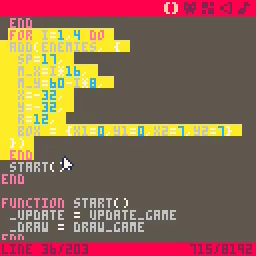 END
FOR I=1,4 DO
ADD(ENEMIES, {
SP=17,
M_X=I*16,
M_Y=60-I*8,
X=-32,
Y=-32,
R=12,
BOX = {X1=0,Y1=0,X2=7,Y2=7}
})
END
START()
END
FUNCTION START()
_UPDATE = UPDATE_GAME
_DRAW = DRAW_GAME
END
LINE 36/203 715/8192